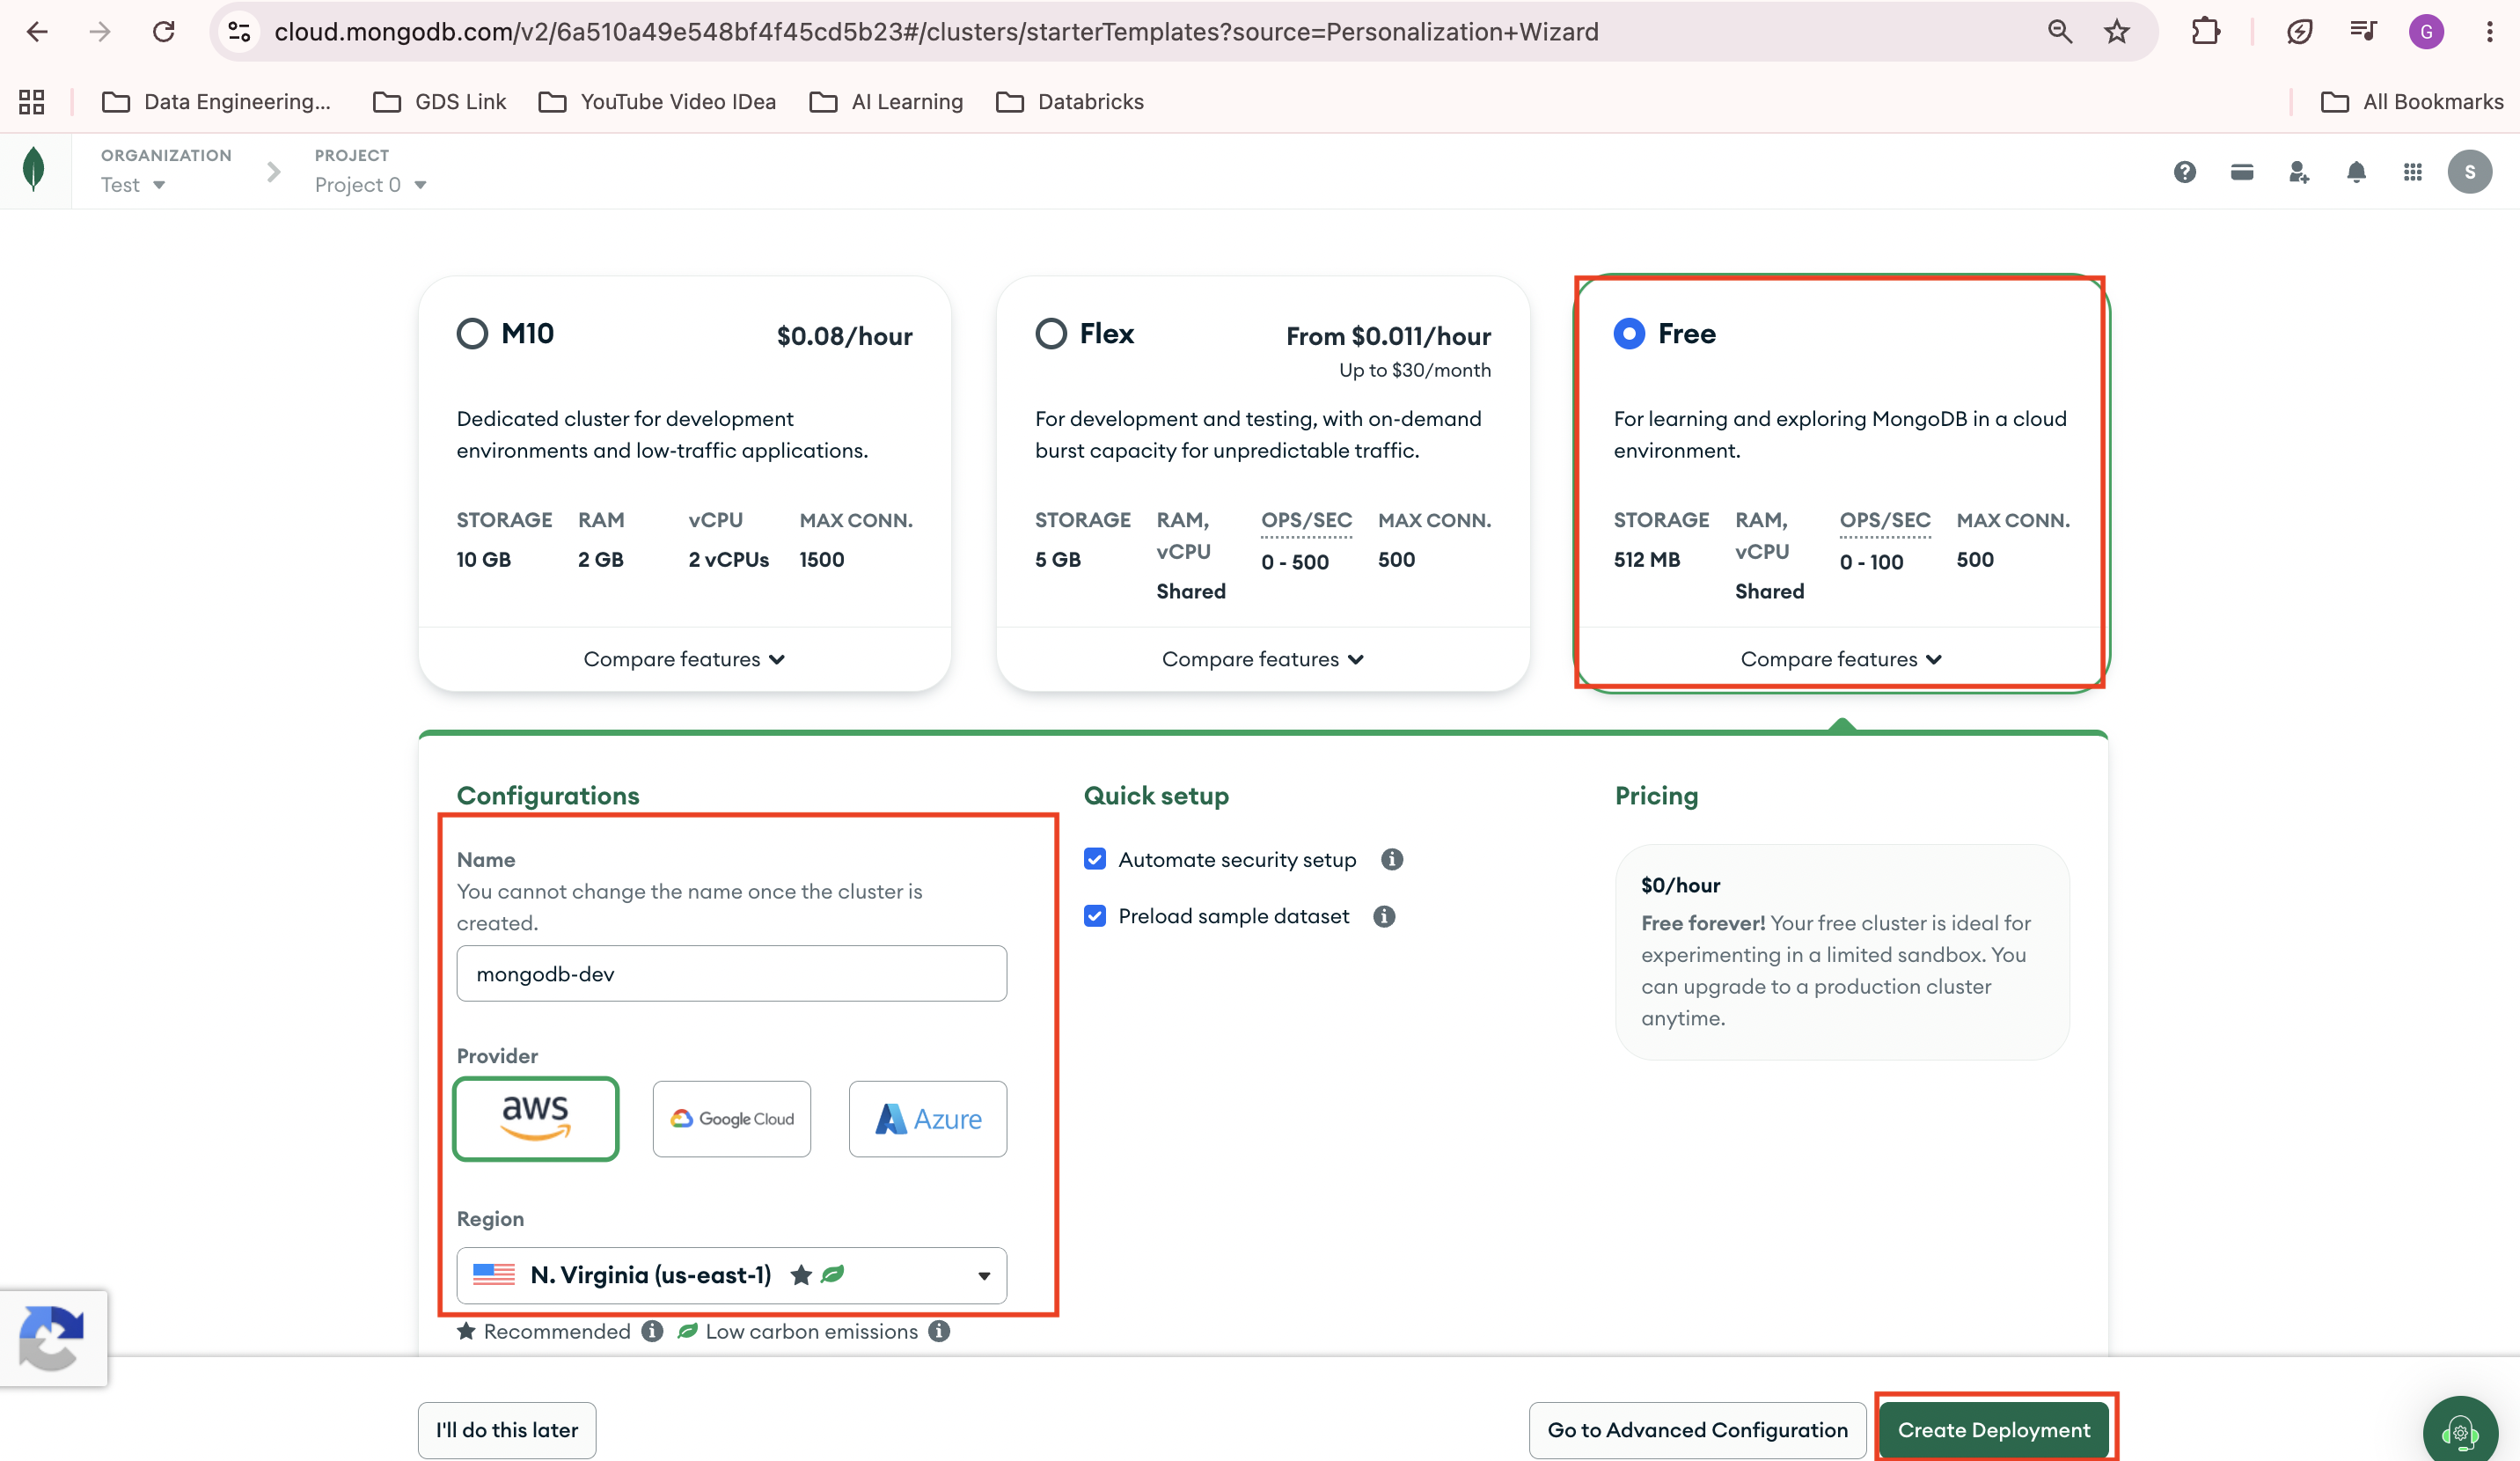 cloud.mongodb.com/v2/6a510a49e548bf4f45cd5b23#/clusters/starterTemplates?source=Personalization+Wizard
G
Data Engineering...
GDS Link
YouTube Video IDea
AI Learning
Databricks
All Bookmarks
ORGANIZATION
Test
PROJECT
Project 0
S
M10
$0.08/hour
Dedicated cluster for development
environments and low-traffic applications.
STORAGE RAM vCPU MAX CONN.
10 GB 2 GB 2 vCPUs 1500
Compare features
Flex
From $0.011/hour
Up to $30/month
For development and testing, with on-demand
burst capacity for unpredictable traffic.
STORAGE RAM, OPS/SEC MAX CONN.
vCPU
5 GB 0 - 500 500
Shared
Compare features
Free
For learning and exploring MongoDB in a cloud
environment.
STORAGE RAM, OPS/SEC MAX CONN.
vCPU
512 MB 0 - 100 500
Shared
Compare features
Configurations
Name
You cannot change the name once the cluster is
created.
mongodb-dev
Provider
aws
Google Cloud
Azure
Region
N. Virginia (us-east-1)
Recommended
Low carbon emissions
Quick setup
Automate security setup
Preload sample dataset
Pricing
$0/hour
Free forever! Your free cluster is ideal for
experimenting in a limited sandbox. You
can upgrade to a production cluster
anytime.
I'll do this later
Go to Advanced Configuration
Create Deployment